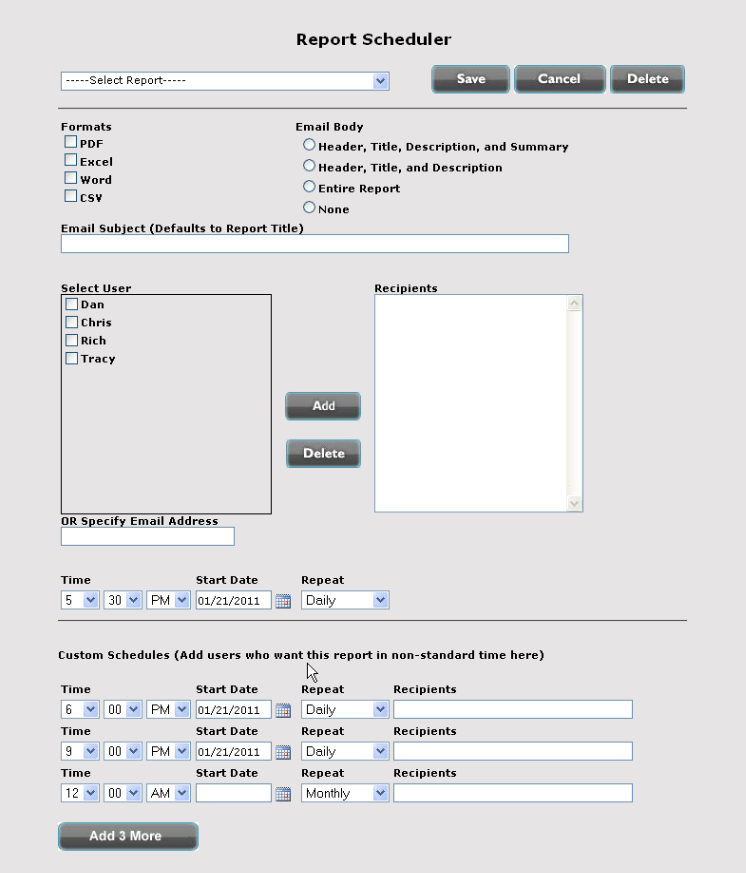 Report Scheduler
-----Select Report----- Save Cancel Delete
Formats Email Body
PDF Header, Title, Description, and Summary
Excel Header, Title, and Description
Word Entire Report
CSV None
Email Subject (Defaults to Report Title)
Select User Recipients
Dan
Chris
Rich
Tracy
Add
Delete
OR Specify Email Address
Time Start Date Repeat
5 30 PM 01/21/2011 Daily
Custom Schedules (Add users who want this report in non-standard time here)
Time Start Date Repeat Recipients
6 00 PM 01/21/2011 Daily
Time Start Date Repeat Recipients
9 00 PM 01/21/2011 Daily
Time Start Date Repeat Recipients
12 00 AM Monthly
Add 3 More